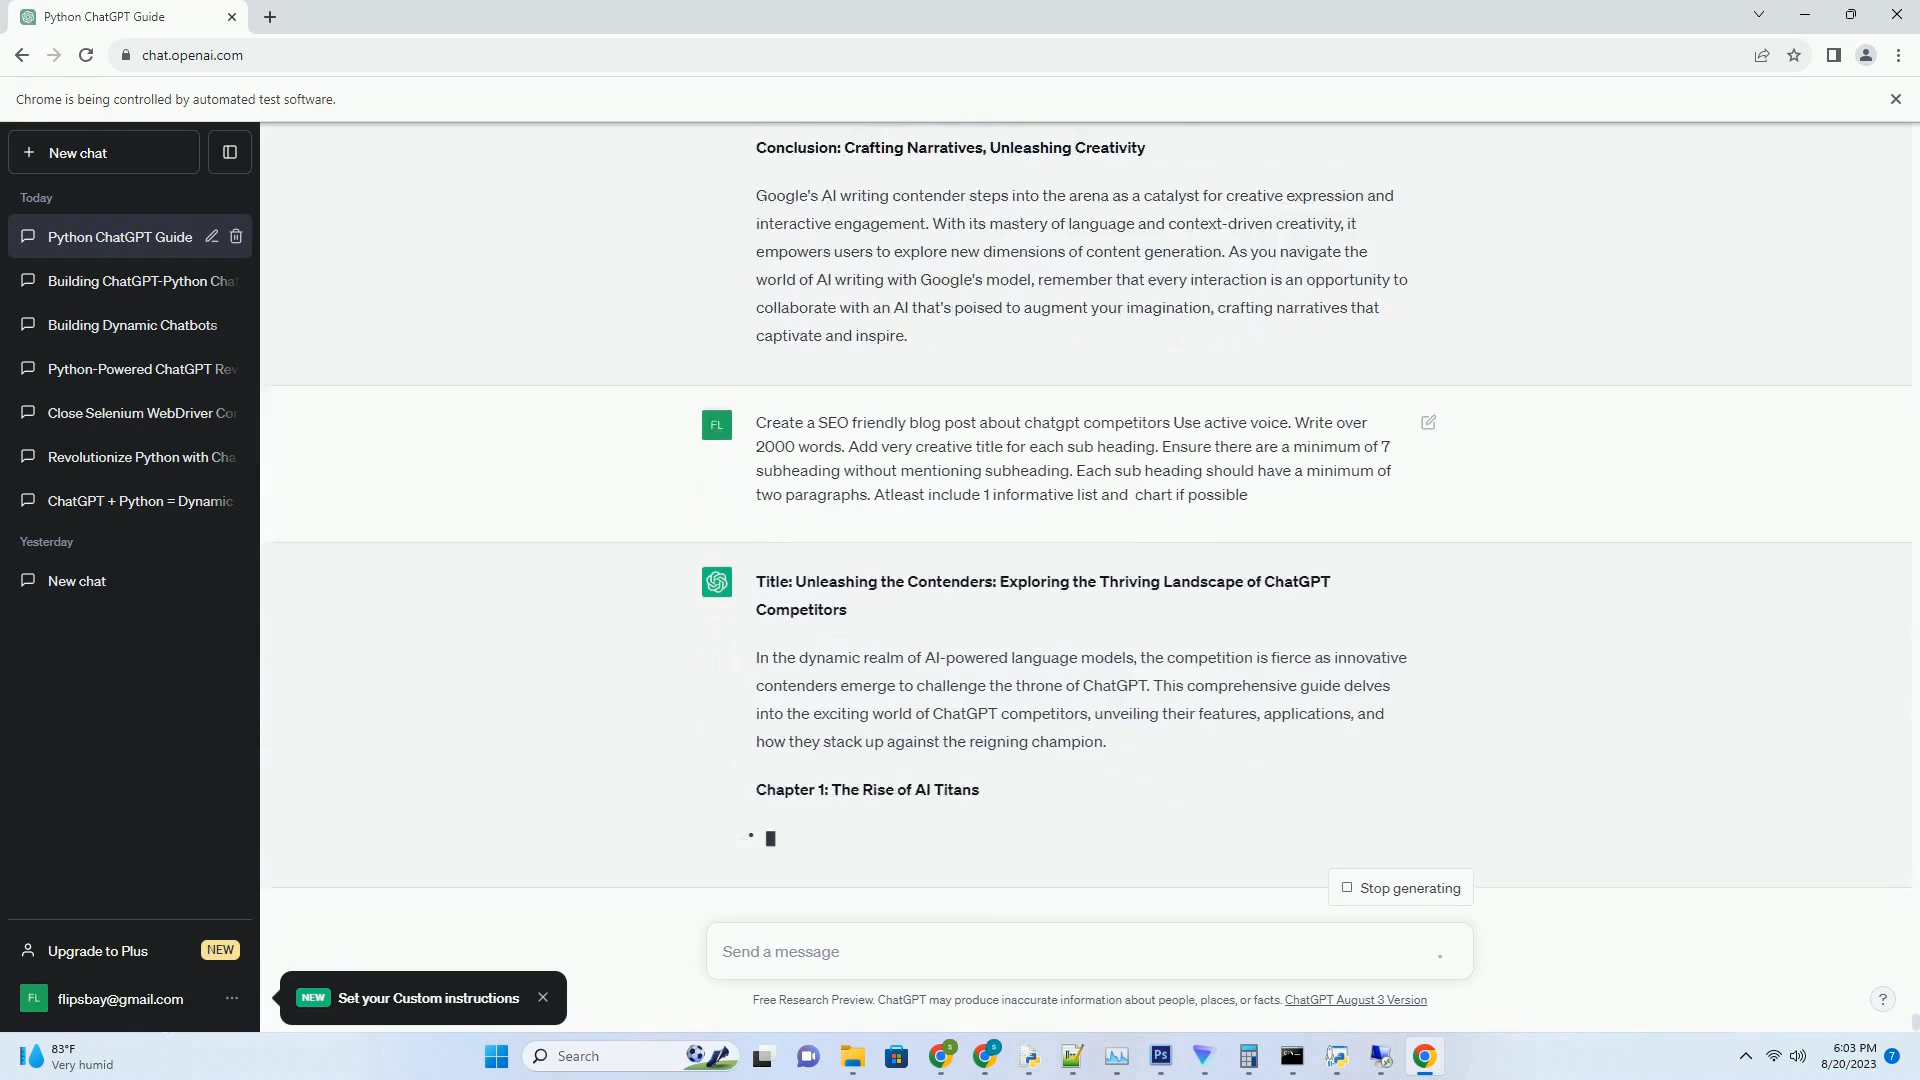 Python ChatGPT Guide
chat.openai.com
Chrome is being controlled by automated test software.
New chat
Today
Python ChatGPT Guide
Building ChatGPT-Python Cha
Building Dynamic Chatbots
Python-Powered ChatGPT Rev
Close Selenium WebDriver Co
Revolutionize Python with Cha
ChatGPT + Python = Dynamic
Yesterday
New chat
Upgrade to Plus NEW
FL flipsbay@gmail.com
Conclusion: Crafting Narratives, Unleashing Creativity
Google's AI writing contender steps into the arena as a catalyst for creative expression and
interactive engagement. With its mastery of language and context-driven creativity, it
empowers users to explore new dimensions of content generation. As you navigate the
world of AI writing with Google's model, remember that every interaction is an opportunity to
collaborate with an AI that's poised to augment your imagination, crafting narratives that
captivate and inspire.
FL
Create a SEO friendly blog post about chatgpt competitors Use active voice. Write over
2000 words. Add very creative title for each sub heading. Ensure there are a minimum of 7
subheading without mentioning subheading. Each sub heading should have a minimum of
two paragraphs. Atleast include 1 informative list and  chart if possible
Title: Unleashing the Contenders: Exploring the Thriving Landscape of ChatGPT
Competitors
In the dynamic realm of AI-powered language models, the competition is fierce as innovative
contenders emerge to challenge the throne of ChatGPT. This comprehensive guide delves
into the exciting world of ChatGPT competitors, unveiling their features, applications, and
how they stack up against the reigning champion.
Chapter 1: The Rise of AI Titans
Stop generating
Send a message
NEW Set your Custom instructions
Free Research Preview. ChatGPT may produce inaccurate information about people, places, or facts. ChatGPT August 3 Version
?
83°F
Very humid
Search
Ps
6:03 PM
8/20/2023
7